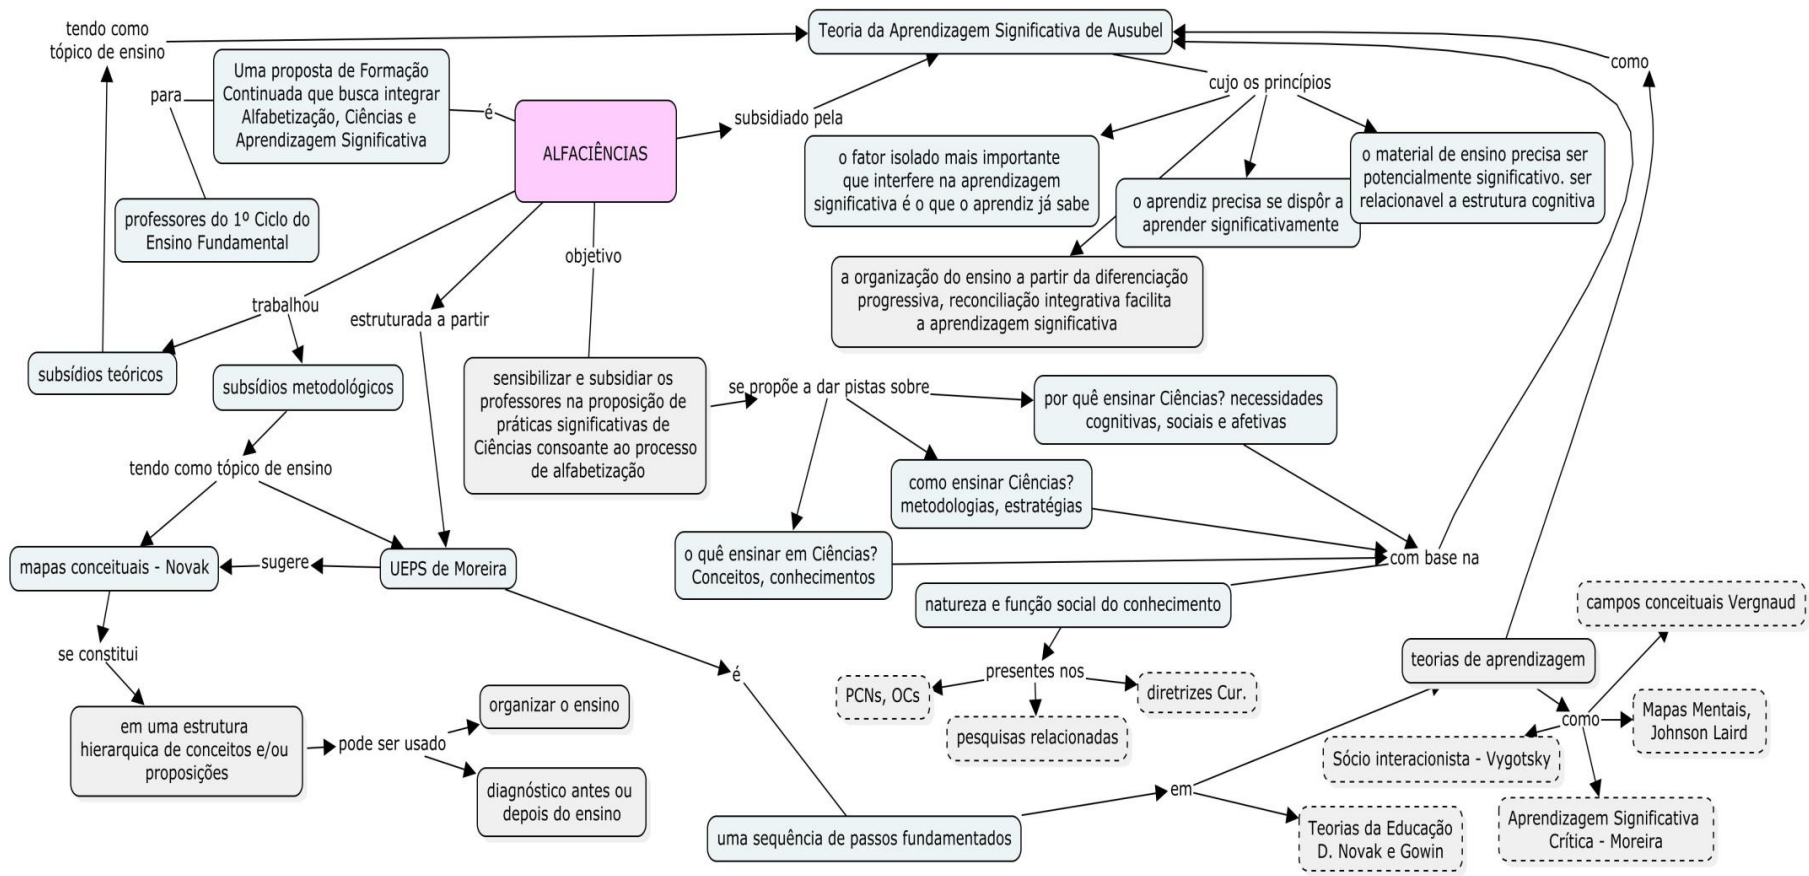 tendo como
tópico de ensino
Teoria da Aprendizagem Significativa de Ausubel
como
Uma proposta de Formação
Continuada que busca integrar
Alfabetização, Ciências e
Aprendizagem Significativa
para
é
ALFACIÊNCIAS
subsidiado pela
cujo os princípios
o fator isolado mais importante
que interfere na aprendizagem
significativa é o que o aprendiz já sabe
o aprendiz precisa se dispôr a
aprender significativamente
o material de ensino precisa ser
potencialmente significativo. ser
relacionavel a estrutura cognitiva
professores do 1º Ciclo do
Ensino Fundamental
objetivo
a organização do ensino a partir da diferenciação
progressiva, reconciliação integrativa facilita
a aprendizagem significativa
trabalhou
estruturada a partir
subsídios teóricos
subsídios metodológicos
sensibilizar e subsidiar os
professores na proposição de
práticas significativas de
Ciências consoante ao processo
de alfabetização
se propõe a dar pistas sobre
por quê ensinar Ciências? necessidades
cognitivas, sociais e afetivas
tendo como tópico de ensino
como ensinar Ciências?
metodologias, estratégias
o quê ensinar em Ciências?
Conceitos, conhecimentos
com base na
mapas conceituais - Novak
sugere
UEPS de Moreira
natureza e função social do conhecimento
campos conceituais Vergnaud
se constitui
é
presentes nos
teorias de aprendizagem
PCNs, OCs
diretrizes Cur.
pesquisas relacionadas
como
Mapas Mentais,
Johnson Laird
Sócio interacionista - Vygotsky
em uma estrutura
hierarquica de conceitos e/ou
proposições
pode ser usado
organizar o ensino
diagnóstico antes ou
depois do ensino
em
uma sequência de passos fundamentados
Teorias da Educação
D. Novak e Gowin
Aprendizagem Significativa
Crítica - Moreira